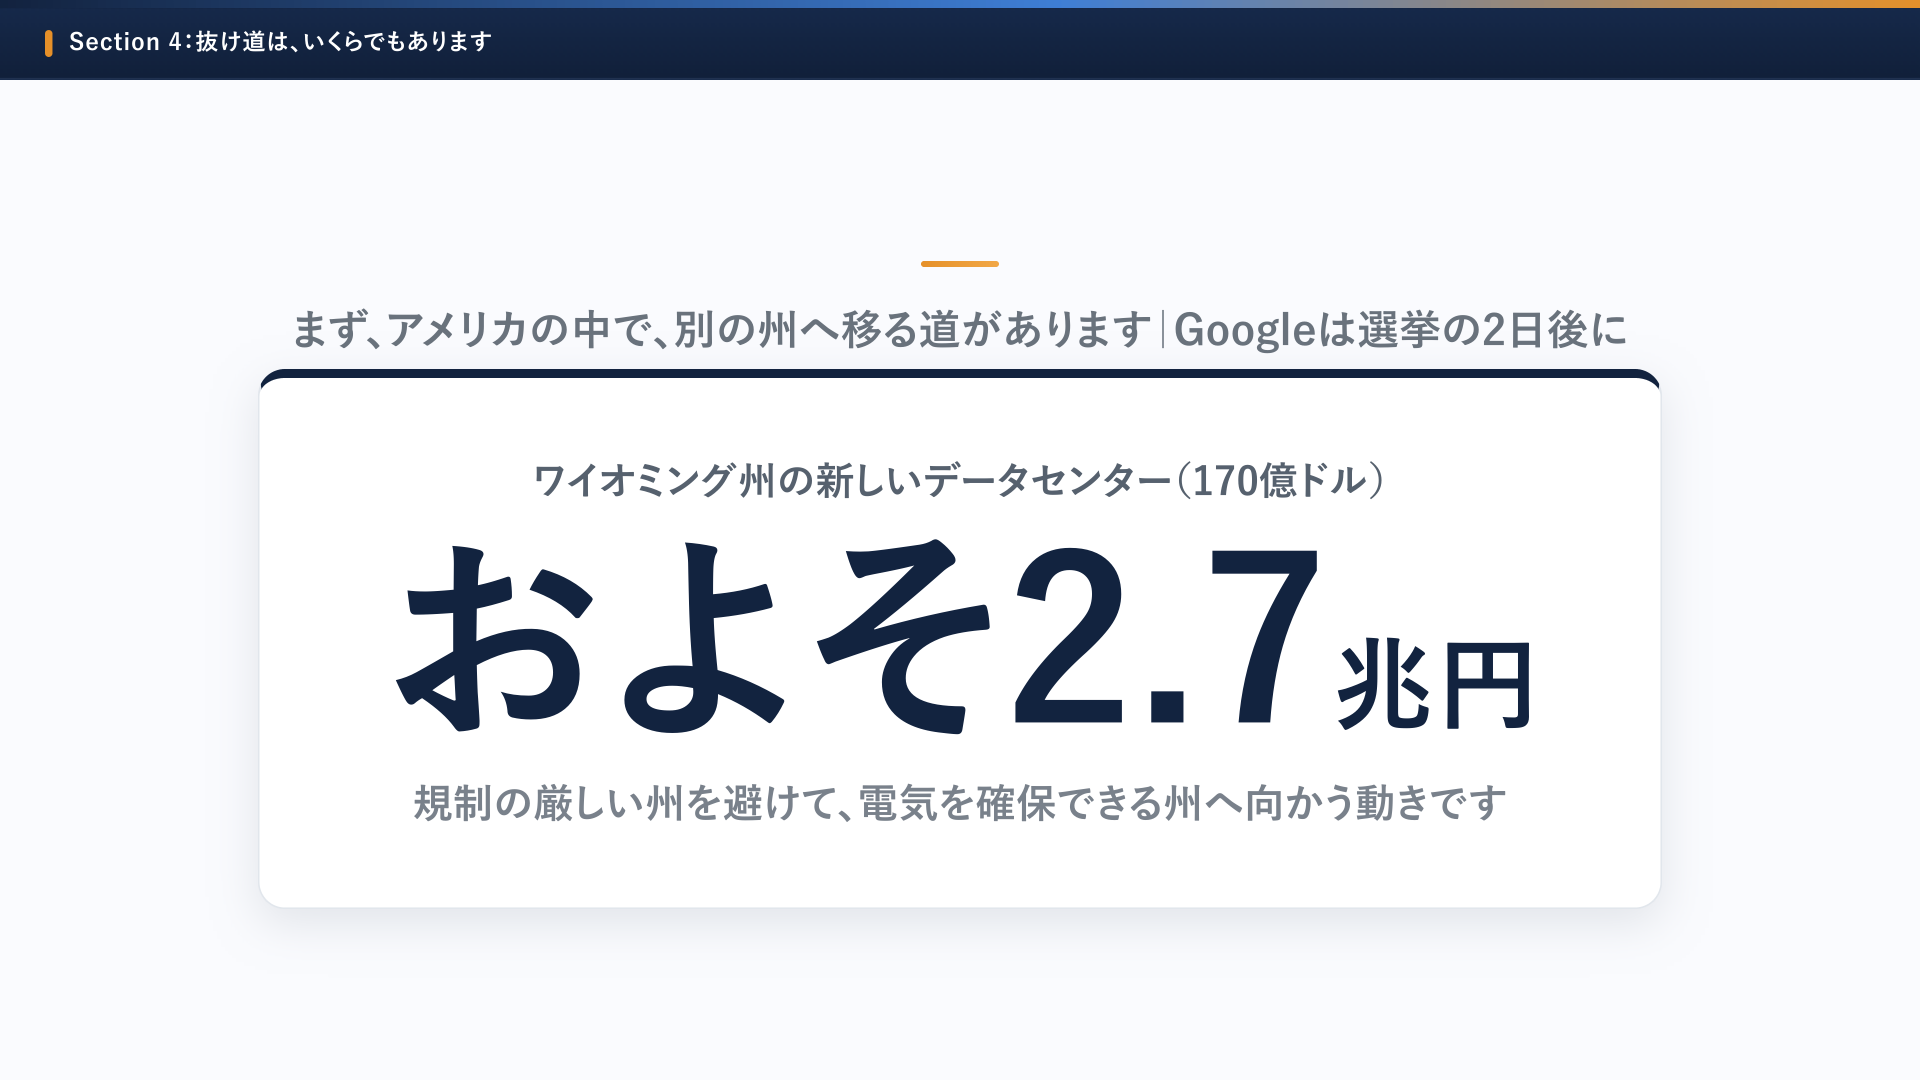 Section 4：抜け道は、いくらでもあります
まず、アメリカの中で、別の州へ移る道があります｜Googleは選挙の2日後に
ワイオミング州の新しいデータセンター（170億ドル）
およそ2.7兆円
規制の厳しい州を避けて、電気を確保できる州へ向かう動きです